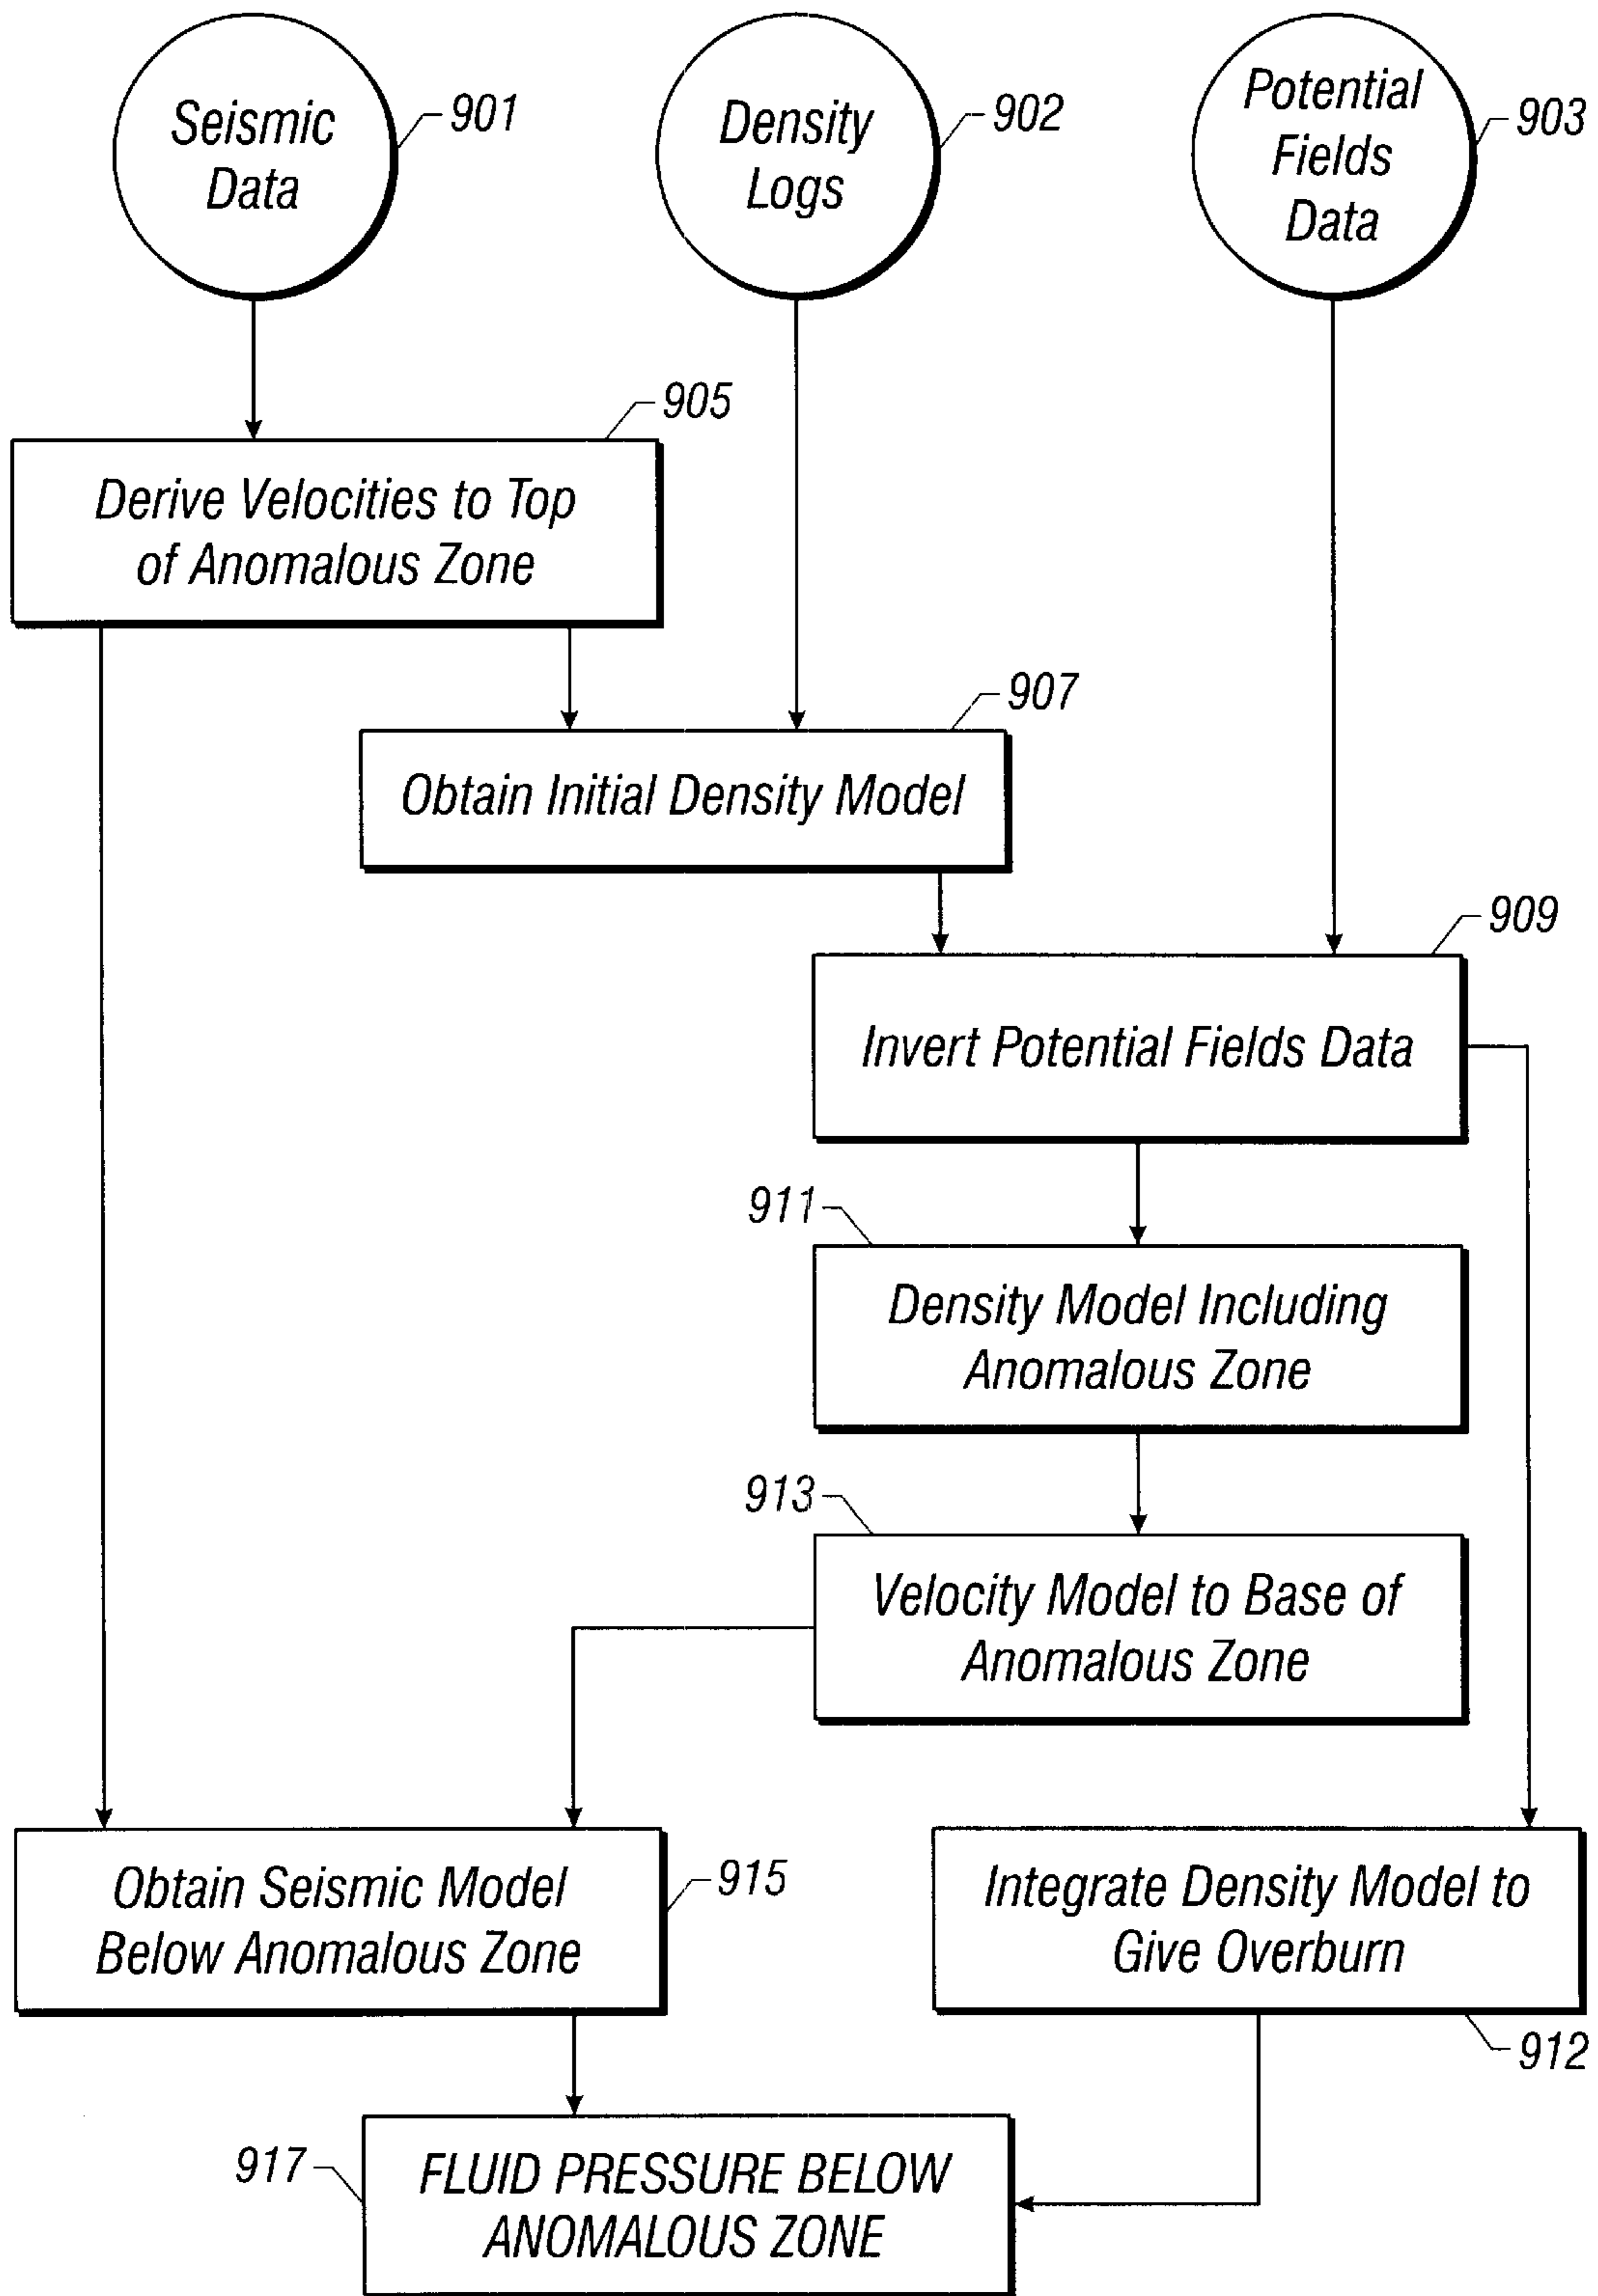 Seismic
Data
901
Density
Logs
902
Potential
Fields
Data
903
905
Derive Velocities to Top
of Anomalous Zone
907
Obtain Initial Density Model
909
Invert Potential Fields Data
911
Density Model Including
Anomalous Zone
913
Velocity Model to Base of
Anomalous Zone
Obtain Seismic Model
Below Anomalous Zone
915
Integrate Density Model to
Give Overburn
912
917
FLUID PRESSURE BELOW
ANOMALOUS ZONE